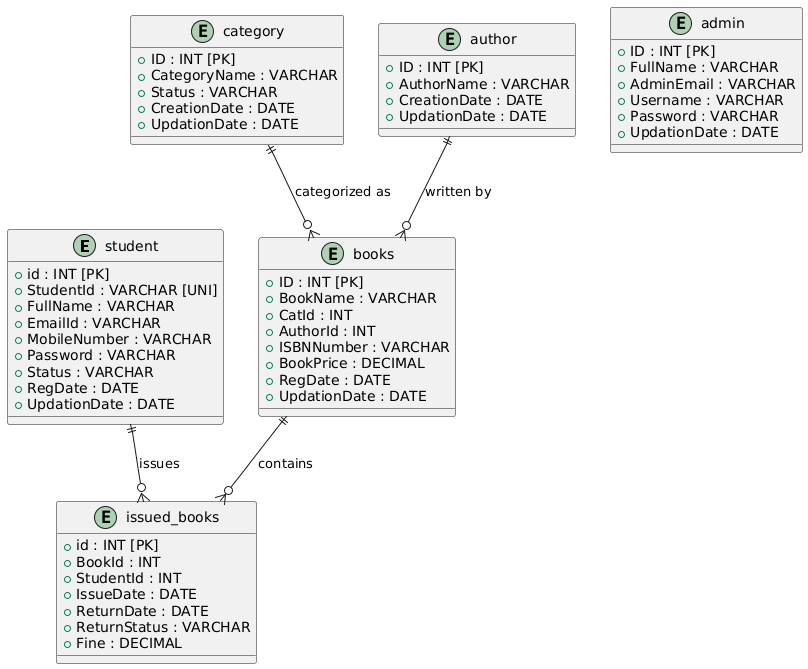 E category
+ ID : INT [PK]
+ CategoryName : VARCHAR
+ Status : VARCHAR
+ CreationDate : DATE
+ UpdationDate : DATE
E author
+ ID : INT [PK]
+ AuthorName : VARCHAR
+ CreationDate : DATE
+ UpdationDate : DATE
E admin
+ ID : INT [PK]
+ FullName : VARCHAR
+ AdminEmail : VARCHAR
+ Username : VARCHAR
+ Password : VARCHAR
+ UpdationDate : DATE
categorized as
written by
E student
+ id : INT [PK]
+ StudentId : VARCHAR [UNI]
+ FullName : VARCHAR
+ EmailId : VARCHAR
+ MobileNumber : VARCHAR
+ Password : VARCHAR
+ Status : VARCHAR
+ RegDate : DATE
+ UpdationDate : DATE
E books
+ ID : INT [PK]
+ BookName : VARCHAR
+ CatId : INT
+ AuthorId : INT
+ ISBNNumber : VARCHAR
+ BookPrice : DECIMAL
+ RegDate : DATE
+ UpdationDate : DATE
issues
contains
E issued_books
+ id : INT [PK]
+ BookId : INT
+ StudentId : INT
+ IssueDate : DATE
+ ReturnDate : DATE
+ ReturnStatus : VARCHAR
+ Fine : DECIMAL